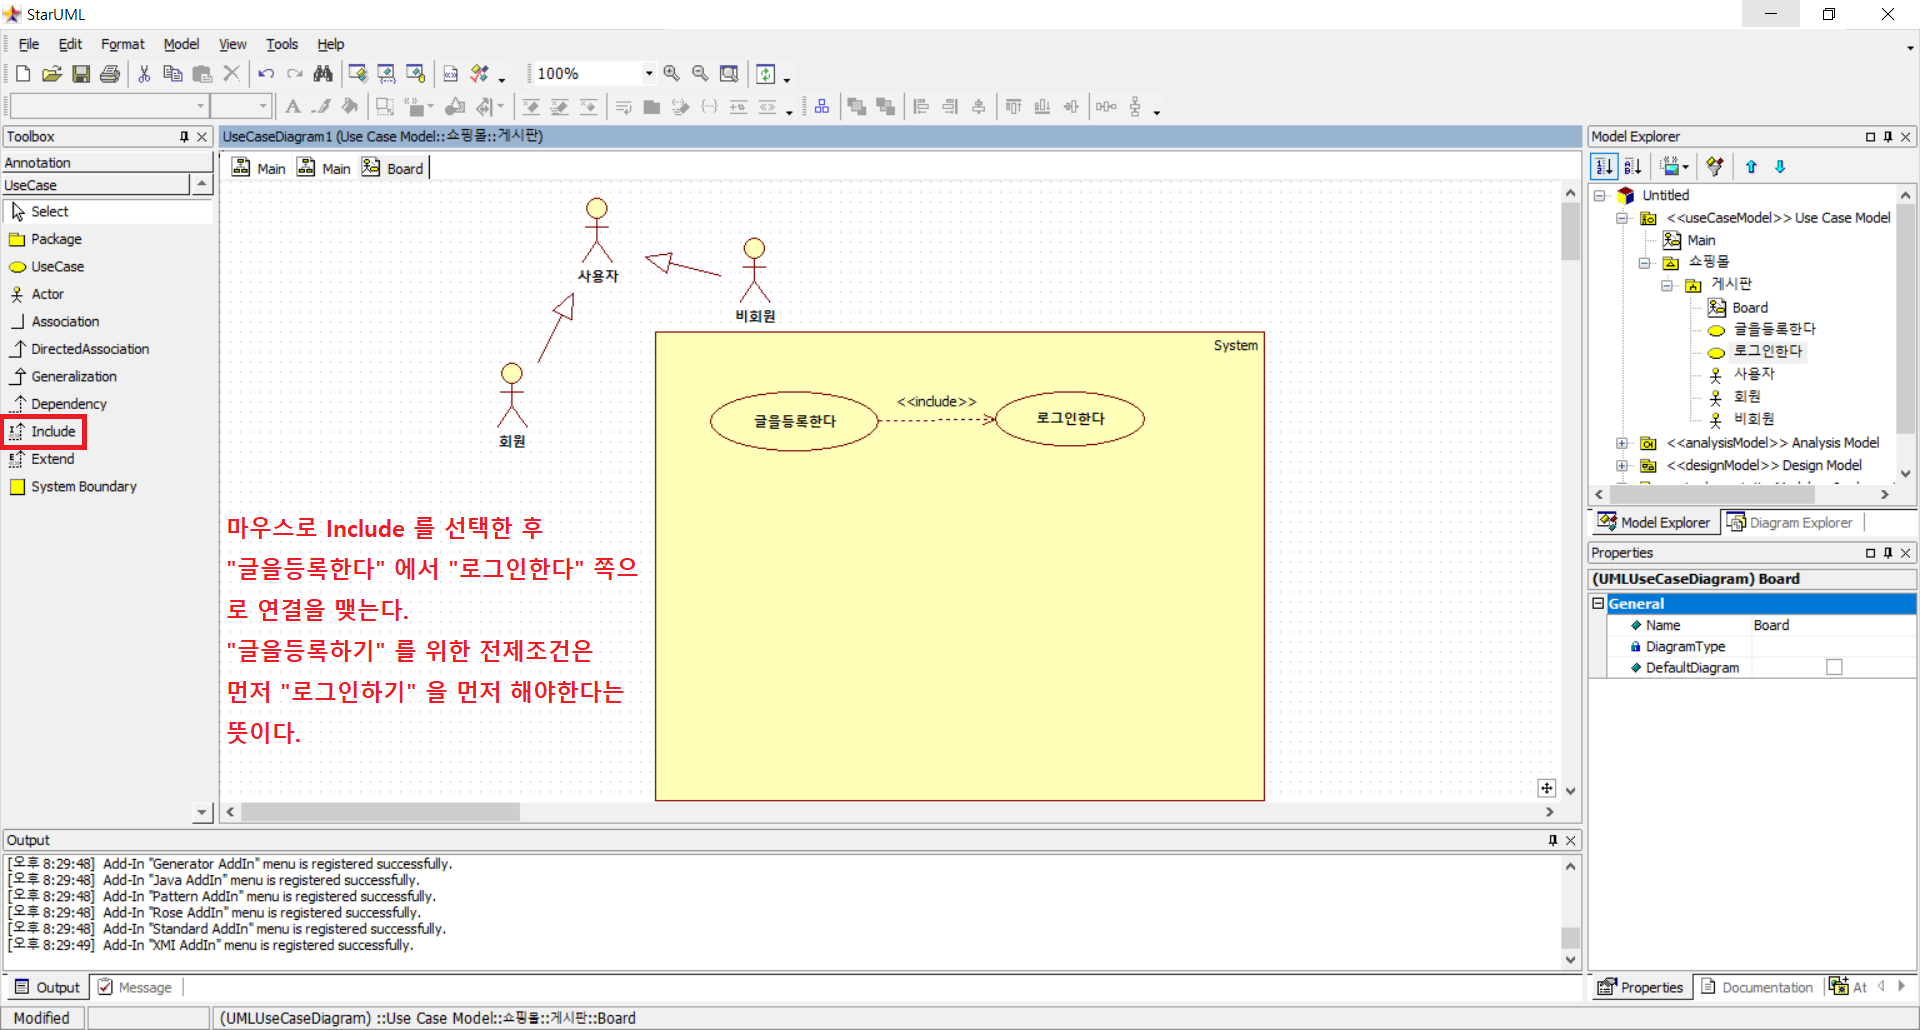 StarUML
File Edit Format Model View Tools Help
100%
Toolbox
UseCaseDiagram1 (Use Case Model::쇼핑몰::게시판)
Model Explorer
Annotation
Main Main Board
UseCase
Select
Package
UseCase
Actor
Association
DirectedAssociation
Generalization
Dependency
Include
Extend
System Boundary
사용자
비회원
회원
System
글을등록한다
<<include>>
로그인한다
마우스로 Include 를 선택한 후
"글을등록한다" 에서 "로그인한다" 쪽으
로 연결을 맺는다.
"글을등록하기" 를 위한 전제조건은
먼저 "로그인하기" 을 먼저 해야한다는
뜻이다.
Untitled
<<useCaseModel>> Use Case Model
Main
쇼핑몰
게시판
Board
글을등록한다
로그인한다
사용자
회원
비회원
<<analysisModel>> Analysis Model
<<designModel>> Design Model
Model Explorer Diagram Explorer
Properties
(UMLUseCaseDiagram) Board
General
Name Board
DiagramType
DefaultDiagram
Output
[오후 8:29:48] Add-In "Generator AddIn" menu is registered successfully.
[오후 8:29:48] Add-In "Java AddIn" menu is registered successfully.
[오후 8:29:48] Add-In "Pattern AddIn" menu is registered successfully.
[오후 8:29:48] Add-In "Rose AddIn" menu is registered successfully.
[오후 8:29:48] Add-In "Standard AddIn" menu is registered successfully.
[오후 8:29:49] Add-In "XMI AddIn" menu is registered successfully.
Output Message
Properties Documentation At
Modified
(UMLUseCaseDiagram) ::Use Case Model::쇼핑몰::게시판::Board